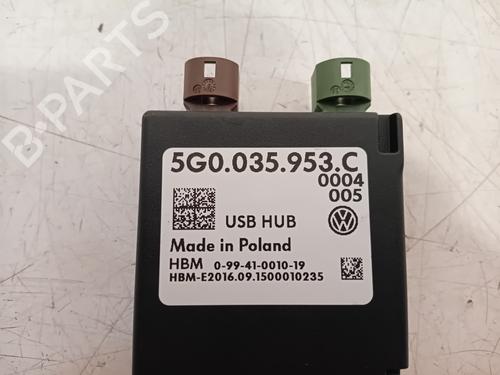 B-PARTS
5G0.035.953.C
0004
005
USB HUB
Made in Poland
HBM 0-99-41-0010-19
HBM-E2016.09.1500010235